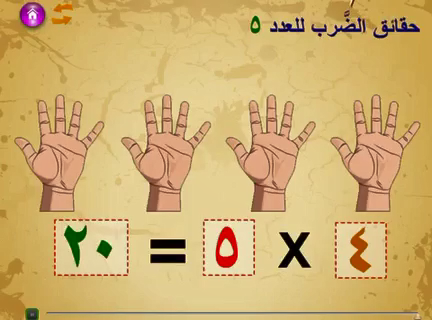 حقائق الضَّرب للعدد ٥
٤ x ٥ = ٢٠